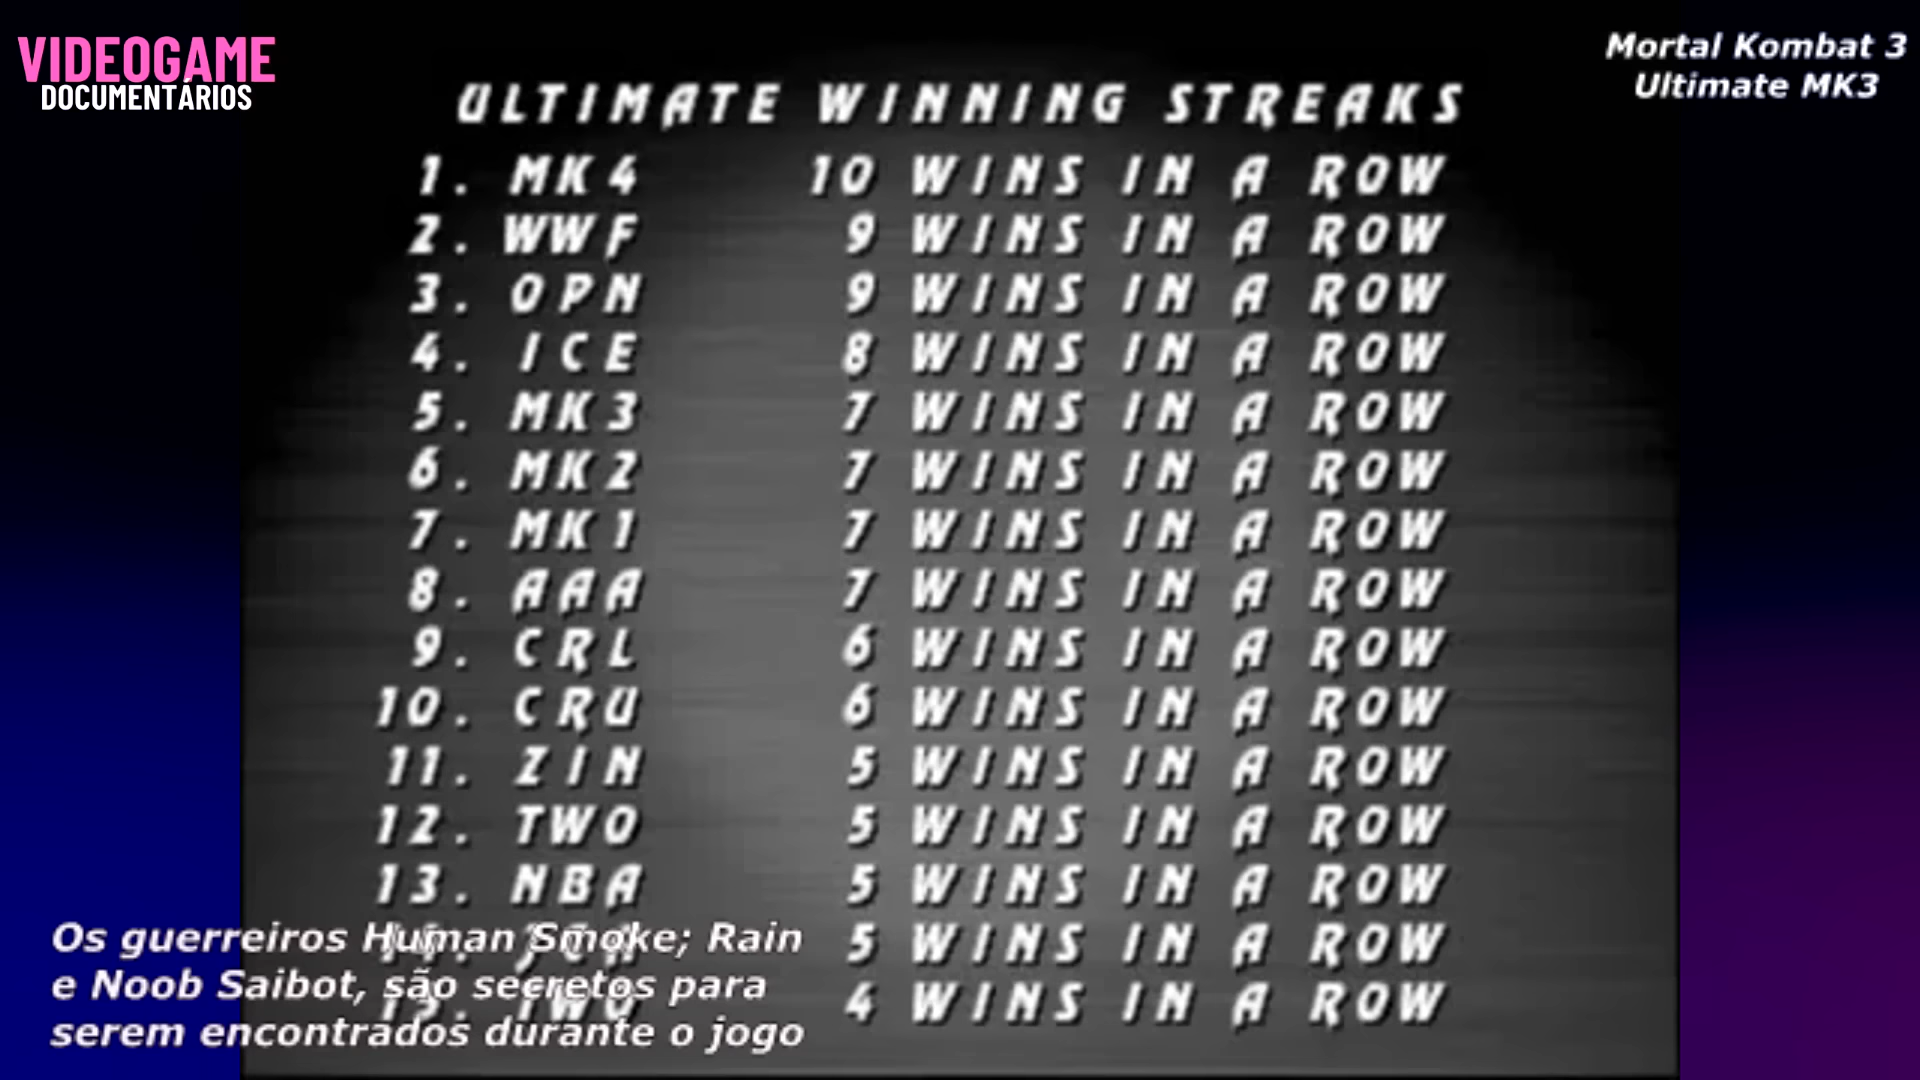 VIDEOGAME
DOCUMENTÁRIOS
Mortal Kombat 3
Ultimate MK3
ULTIMATE WINNING STREAKS
1. MK4 10 WINS IN A ROW
2. WWF 9 WINS IN A ROW
3. OPN 9 WINS IN A ROW
4. ICE 8 WINS IN A ROW
5. MK3 7 WINS IN A ROW
6. MK2 7 WINS IN A ROW
7. MK1 7 WINS IN A ROW
8. AAA 7 WINS IN A ROW
9. CRL 6 WINS IN A ROW
10. CRU 6 WINS IN A ROW
11. ZIN 5 WINS IN A ROW
12. TWO 5 WINS IN A ROW
13. NBA 5 WINS IN A ROW
14. 5 WINS IN A ROW
15. TWO 4 WINS IN A ROW
Os guerreiros Human Smoke; Rain
e Noob Saibot, são secretos para
serem encontrados durante o jogo